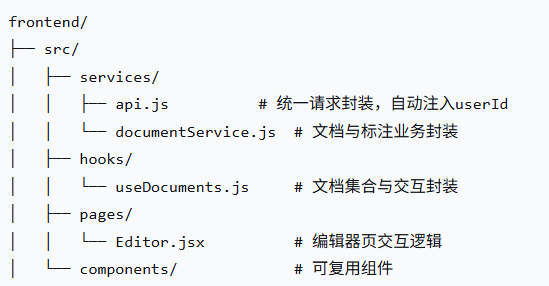 frontend/
├── src/
│   ├── services/
│   │   ├── api.js          # 统一请求封装，自动注入userId
│   │   └── documentService.js  # 文档与标注业务封装
│   ├── hooks/
│   │   └── useDocuments.js     # 文档集合与交互封装
│   ├── pages/
│   │   └── Editor.jsx          # 编辑器页交互逻辑
│   └── components/             # 可复用组件